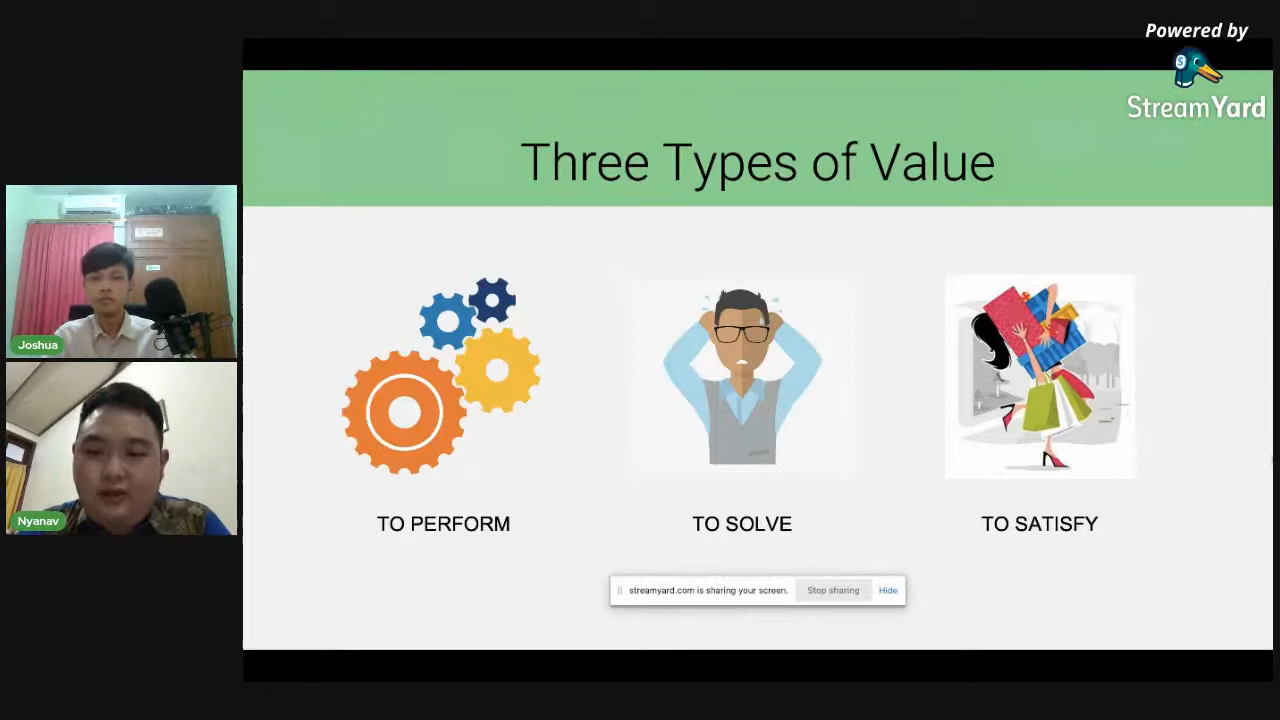 Powered by
StreamYard
Three Types of Value
Joshua
Nyanav
TO PERFORM
TO SOLVE
TO SATISFY
streamyard.com is sharing your screen. Stop sharing Hide